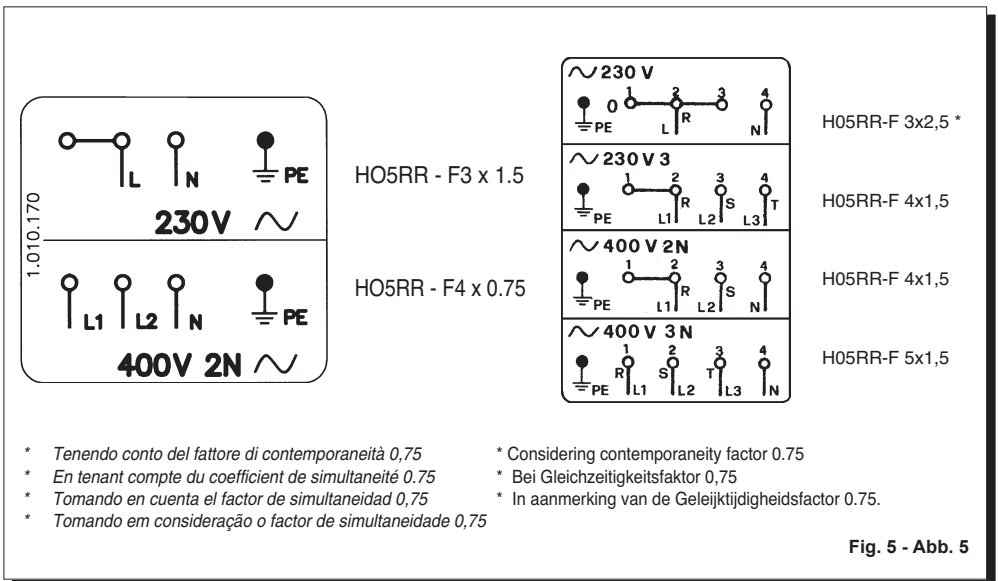 L N PE
230V
HO5RR - F3 x 1.5
1.010.170
L1 L2 N PE
400V 2N
HO5RR - F4 x 0.75
230 V
1 2 3 4
0
PE L R N
H05RR-F 3x2,5 *
230 V 3
1 2 3 4
R S T
PE L1 L2 L3
H05RR-F 4x1,5
400 V 2N
1 2 3 4
R S
PE L1 L2 N
H05RR-F 4x1,5
400 V 3 N
1 2 3 4
R S T
PE L1 L2 L3 N
H05RR-F 5x1,5
* Tenendo conto del fattore di contemporaneità 0,75
* En tenant compte du coefficient de simultaneité 0.75
* Tomando en cuenta el factor de simultaneidad 0,75
* Tomando em consideração o factor de simultaneidade 0,75
* Considering contemporaneity factor 0.75
* Bei Gleichzeitigkeitsfaktor 0,75
* In aanmerking van de Geleijktijdigheidsfactor 0.75.
Fig. 5 - Abb. 5